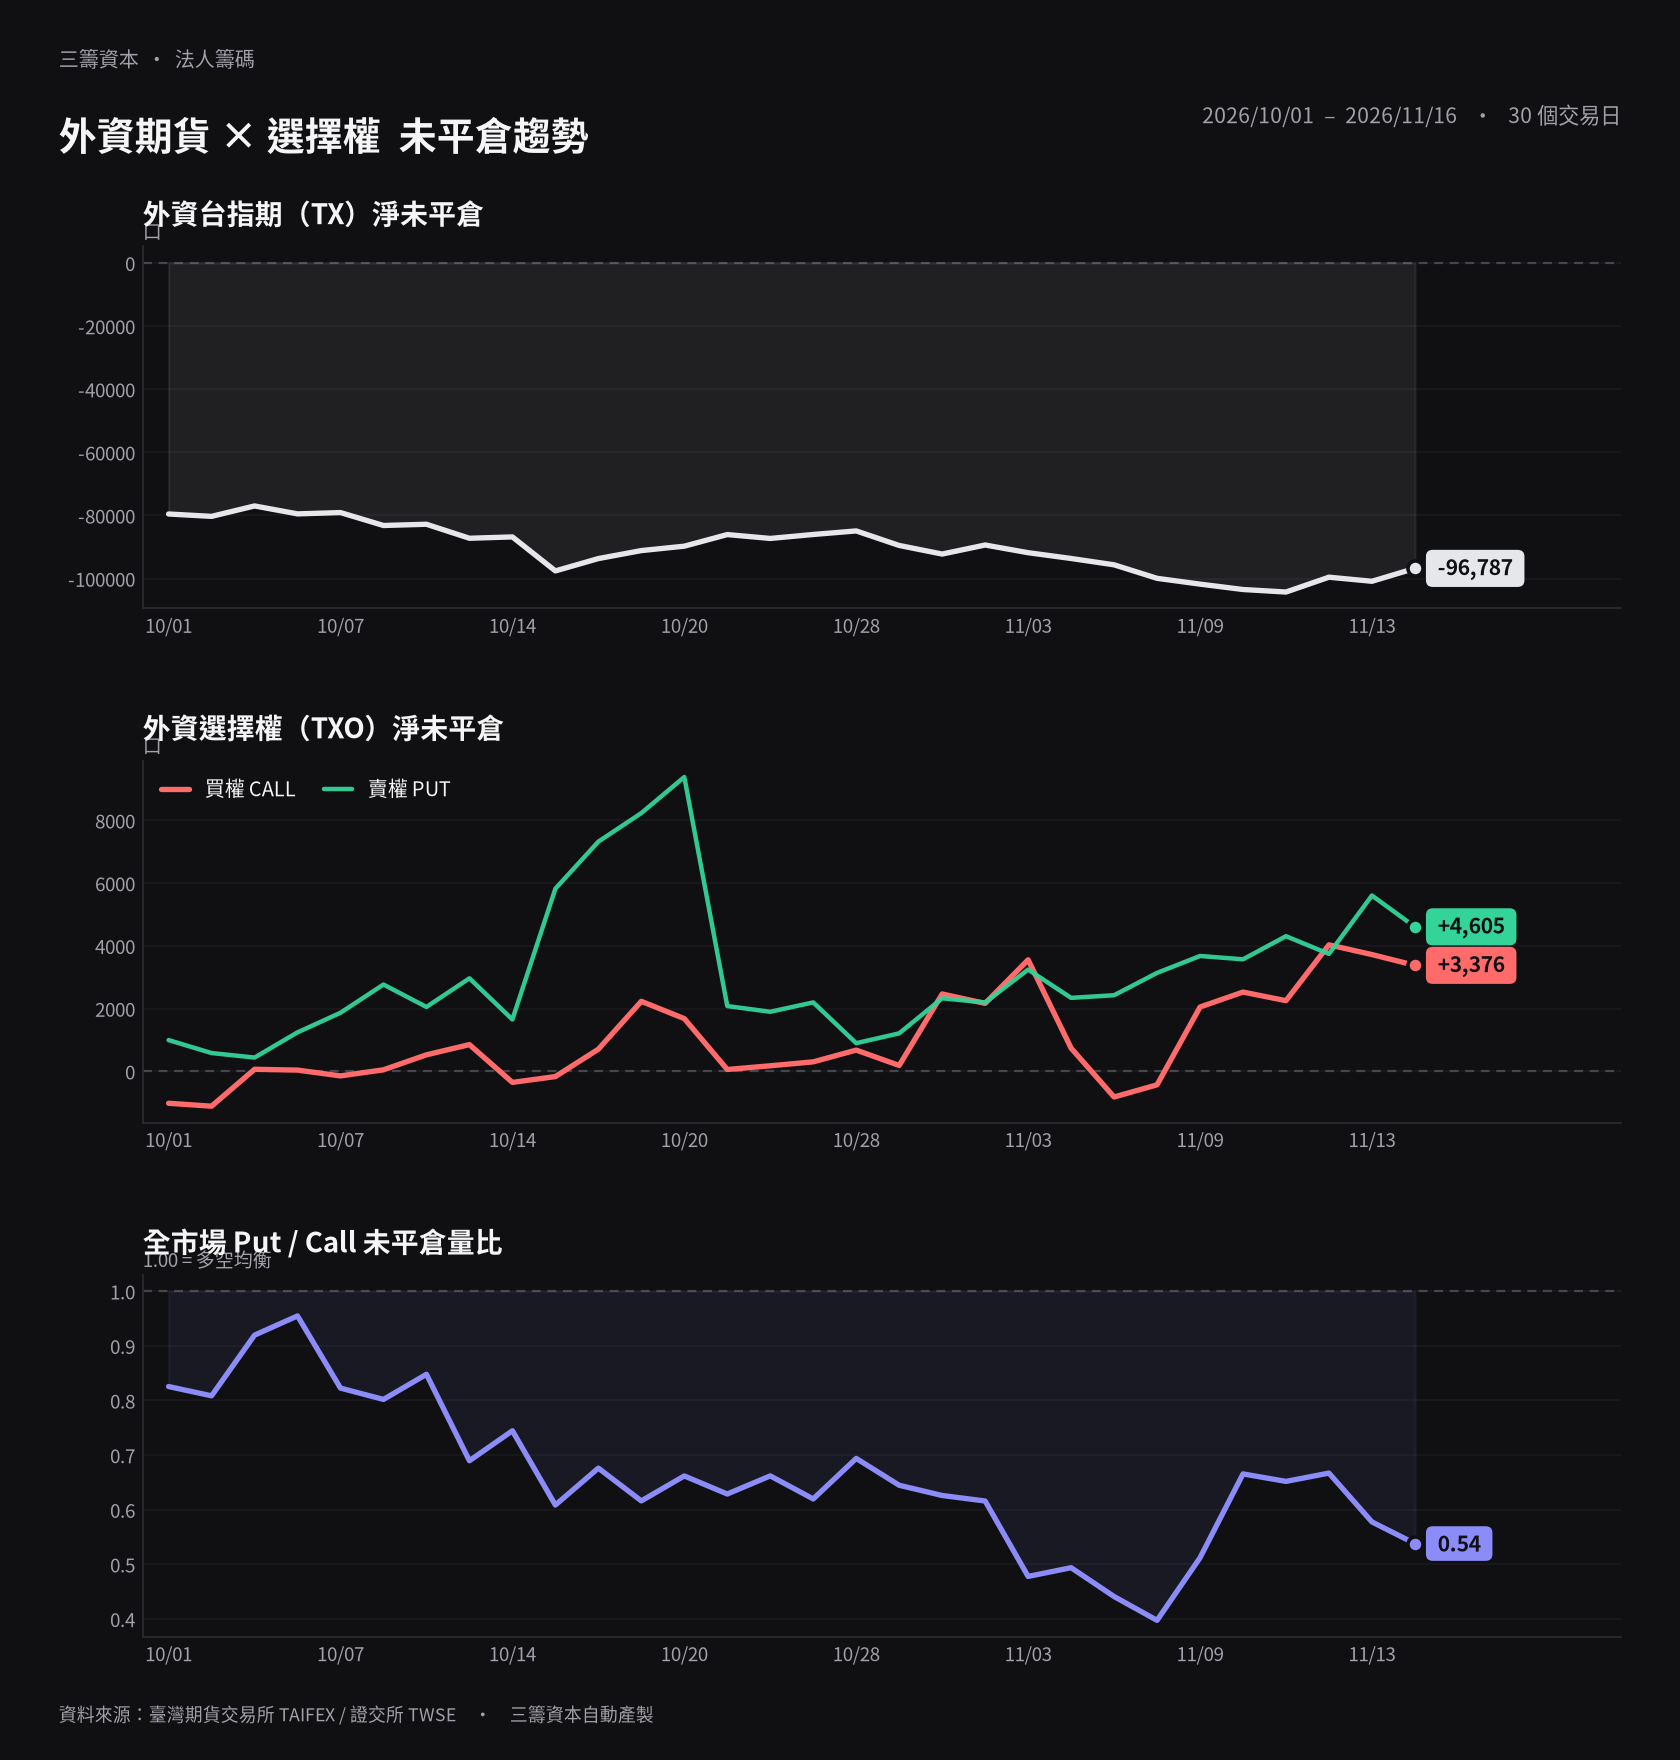 三籌資本 · 法人籌碼
外資期貨 × 選擇權 未平倉趨勢
2026/10/01 – 2026/11/16 · 30 個交易日
外資台指期（TX）淨未平倉
口
0
-20000
-40000
-60000
-80000
-100000
-96,787
10/01 10/07 10/14 10/20 10/28 11/03 11/09 11/13
外資選擇權（TXO）淨未平倉
口
買權 CALL 賣權 PUT
8000
6000
4000
2000
0
+4,605
+3,376
10/01 10/07 10/14 10/20 10/28 11/03 11/09 11/13
全市場 Put / Call 未平倉量比
1.00 = 多空均衡
1.0
0.9
0.8
0.7
0.6
0.5
0.4
0.54
10/01 10/07 10/14 10/20 10/28 11/03 11/09 11/13
資料來源：臺灣期貨交易所 TAIFEX / 證交所 TWSE · 三籌資本自動產製